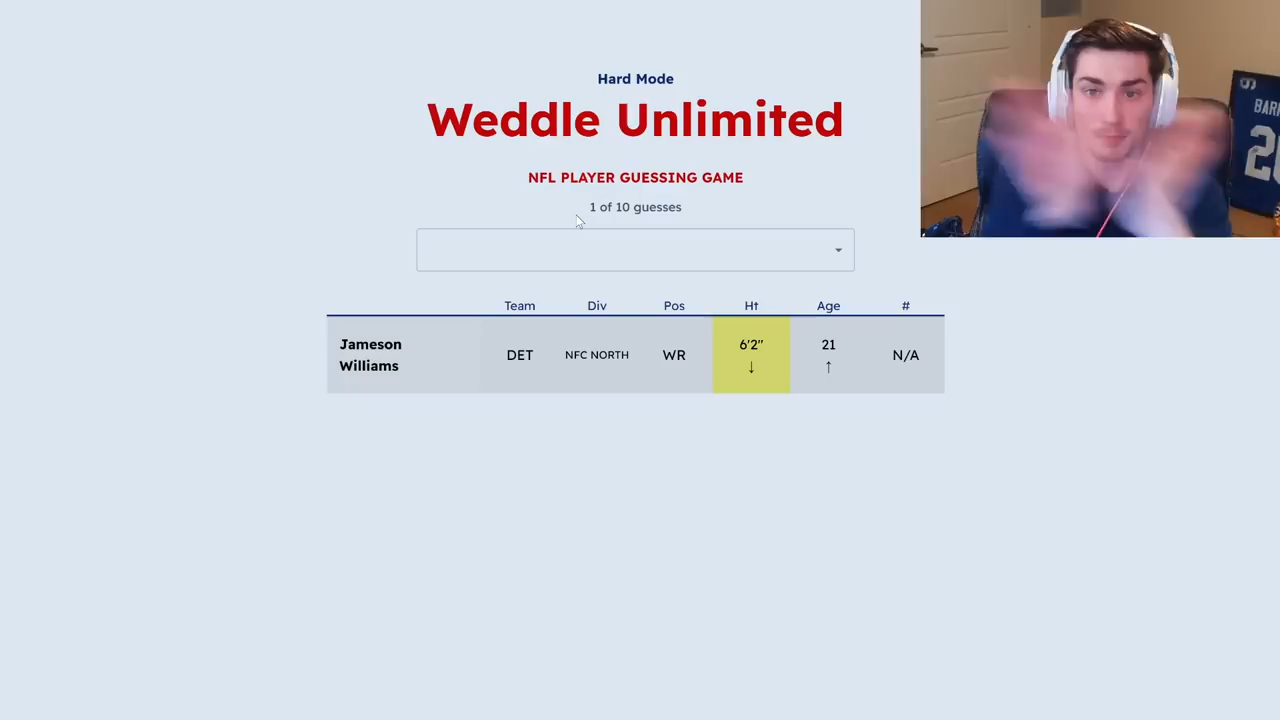 Hard Mode
Weddle Unlimited
NFL PLAYER GUESSING GAME
1 of 10 guesses
Team Div Pos Ht Age #
Jameson
Williams
DET NFC NORTH WR 6'2" 21 N/A
↓ ↑